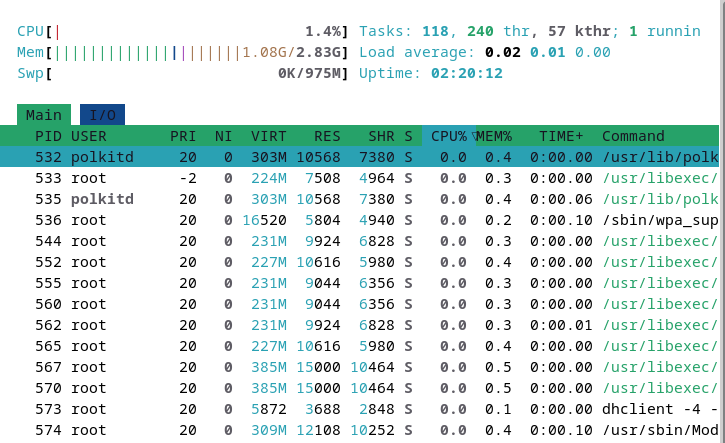 CPU[| 1.4%] Tasks: 118, 240 thr, 57 kthr; 1 runnin
Mem[|||||||||||||||||||||1.08G/2.83G] Load average: 0.02 0.01 0.00
Swp[ 0K/975M] Uptime: 02:20:12
Main I/O
PID USER PRI NI VIRT RES SHR S CPU%▽MEM% TIME+ Command
532 polkitd 20 0 303M 10568 7380 S 0.0 0.4 0:00.00 /usr/lib/polk
533 root -2 0 224M 7508 4964 S 0.0 0.3 0:00.00 /usr/libexec/
535 polkitd 20 0 303M 10568 7380 S 0.0 0.4 0:00.06 /usr/lib/polk
536 root 20 0 16520 5804 4940 S 0.0 0.2 0:00.10 /sbin/wpa_sup
544 root 20 0 231M 9924 6828 S 0.0 0.3 0:00.00 /usr/libexec/
552 root 20 0 227M 10616 5980 S 0.0 0.4 0:00.00 /usr/libexec/
555 root 20 0 231M 9044 6356 S 0.0 0.3 0:00.00 /usr/libexec/
560 root 20 0 231M 9044 6356 S 0.0 0.3 0:00.00 /usr/libexec/
562 root 20 0 231M 9924 6828 S 0.0 0.3 0:00.01 /usr/libexec/
565 root 20 0 227M 10616 5980 S 0.0 0.4 0:00.00 /usr/libexec/
567 root 20 0 385M 15000 10464 S 0.0 0.5 0:00.00 /usr/libexec/
570 root 20 0 385M 15000 10464 S 0.0 0.5 0:00.00 /usr/libexec/
573 root 20 0 5872 3688 2848 S 0.0 0.1 0:00.00 dhclient -4 -
574 root 20 0 309M 12108 10252 S 0.0 0.4 0:00.10 /usr/sbin/Mod